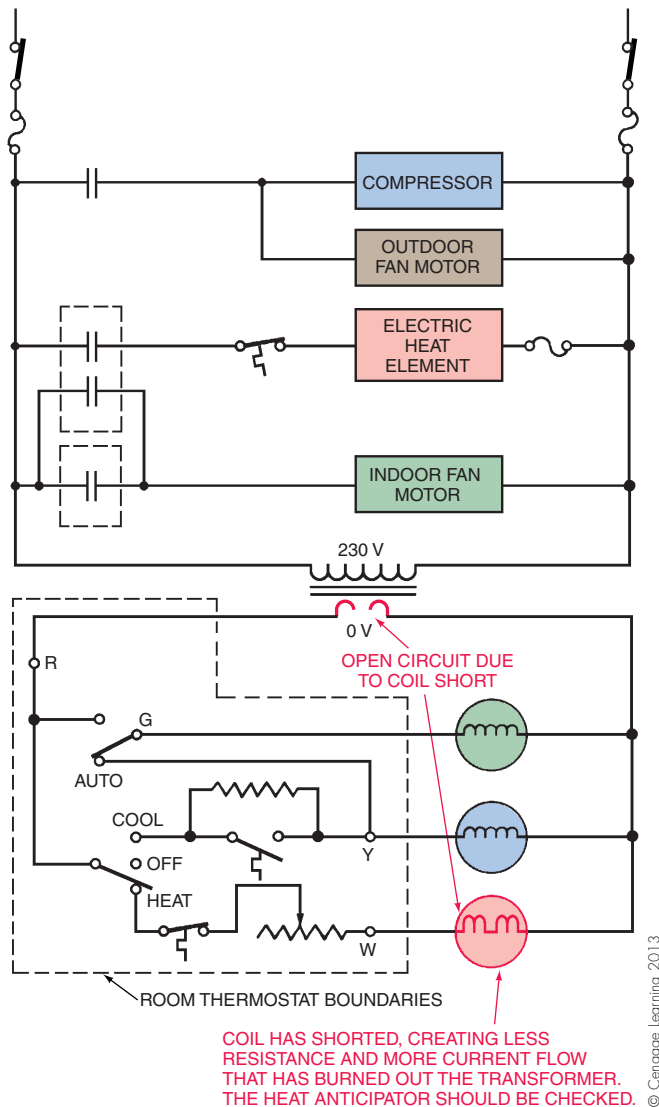 COMPRESSOR
OUTDOOR
FAN MOTOR
ELECTRIC
HEAT
ELEMENT
INDOOR FAN
MOTOR
230 V
0 V
OPEN CIRCUIT DUE
TO COIL SHORT
R
G
AUTO
COOL
OFF
Y
HEAT
W
ROOM THERMOSTAT BOUNDARIES
COIL HAS SHORTED, CREATING LESS
RESISTANCE AND MORE CURRENT FLOW
THAT HAS BURNED OUT THE TRANSFORMER.
THE HEAT ANTICIPATOR SHOULD BE CHECKED.
© Cengage Learning 2013